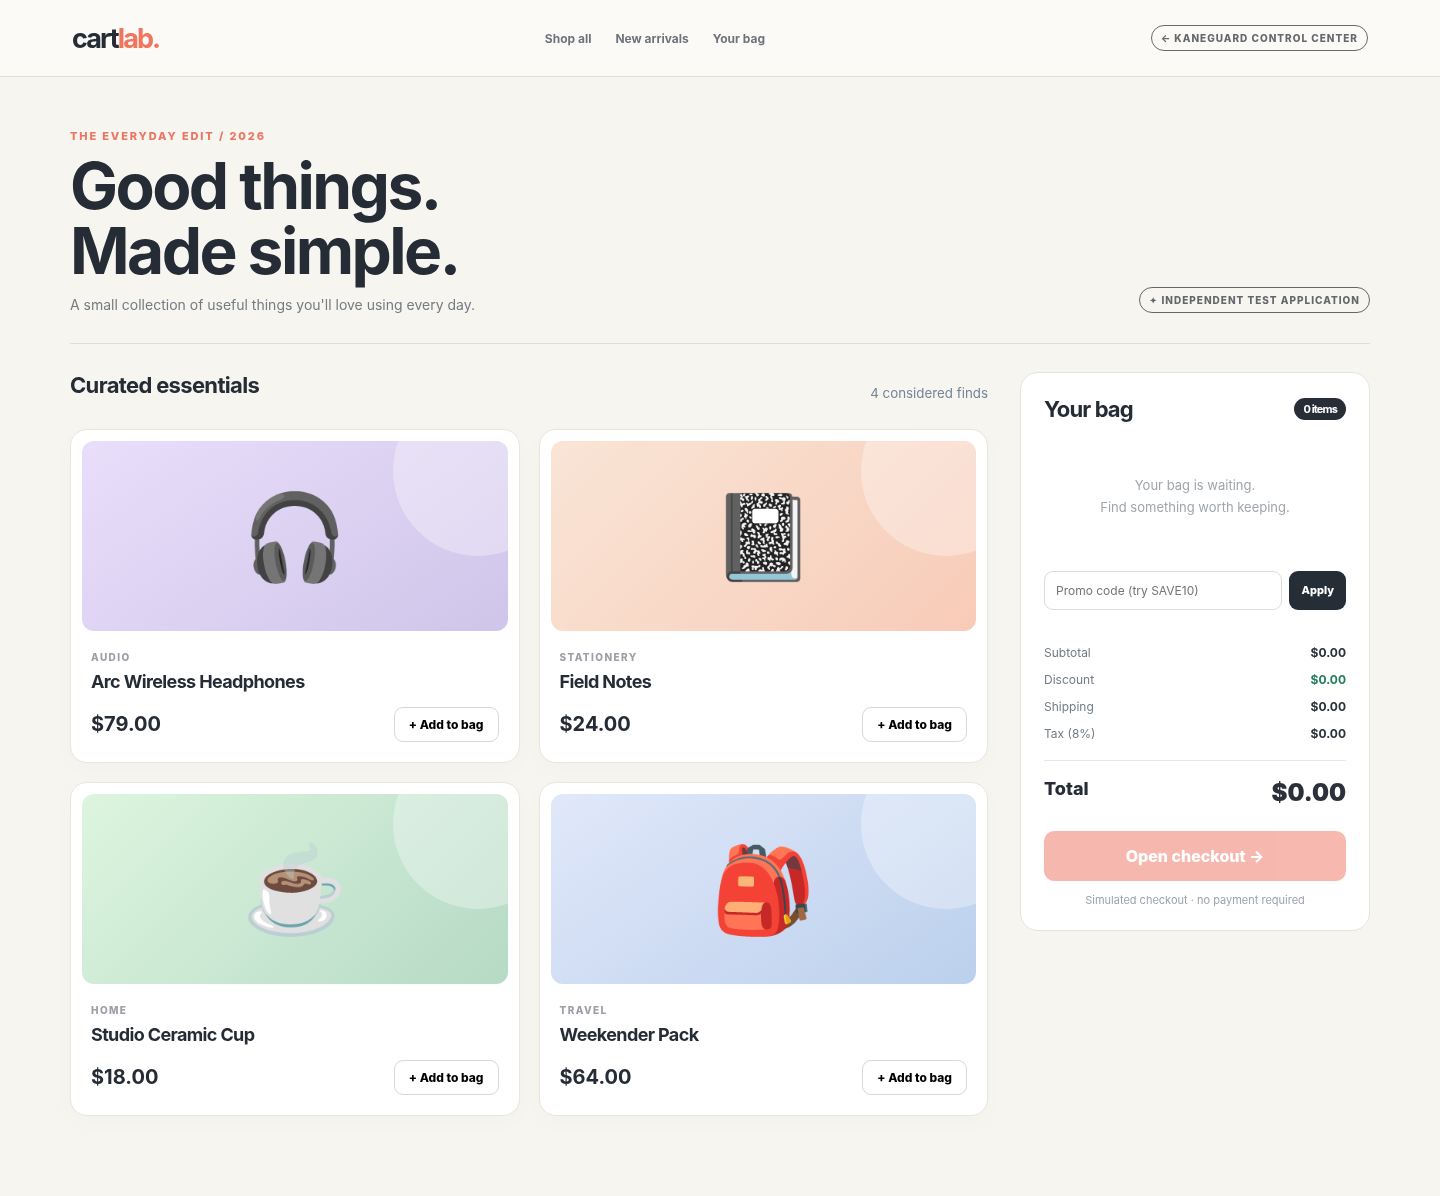 cartlab.
Shop all
New arrivals
Your bag
← KANEGUARD CONTROL CENTER
THE EVERYDAY EDIT / 2026
Good things.
Made simple.
A small collection of useful things you'll love using every day.
✦ INDEPENDENT TEST APPLICATION
Curated essentials
4 considered finds
AUDIO
Arc Wireless Headphones
$79.00
+ Add to bag
STATIONERY
Field Notes
$24.00
+ Add to bag
HOME
Studio Ceramic Cup
$18.00
+ Add to bag
TRAVEL
Weekender Pack
$64.00
+ Add to bag
Your bag
0 items
Your bag is waiting.
Find something worth keeping.
Promo code (try SAVE10)
Apply
Subtotal $0.00
Discount $0.00
Shipping $0.00
Tax (8%) $0.00
Total $0.00
Open checkout →
Simulated checkout · no payment required